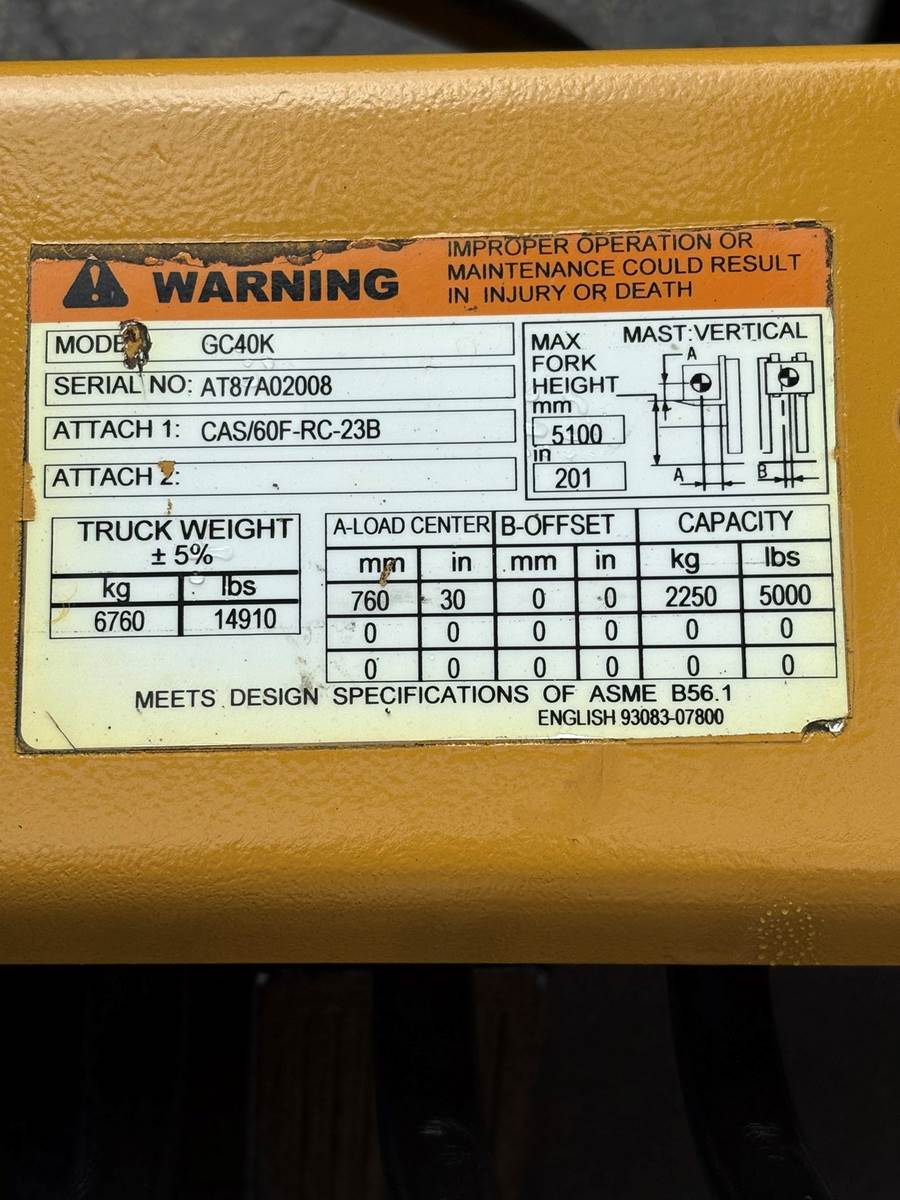 WARNING
IMPROPER OPERATION OR
MAINTENANCE COULD RESULT
IN INJURY OR DEATH
MODE GC40K
SERIAL NO: AT87A02008
ATTACH 1: CAS/60F-RC-23B
ATTACH 2:
MAX
FORK
HEIGHT
mm
5100
in
201
MAST:VERTICAL
A
A
B
TRUCK WEIGHT
± 5%
kg lbs
6760 14910
A-LOAD CENTER B-OFFSET CAPACITY
mm in mm in kg lbs
760 30 0 0 2250 5000
0 0 0 0 0 0
0 0 0 0 0 0
MEETS DESIGN SPECIFICATIONS OF ASME B56.1
ENGLISH 93083-07800